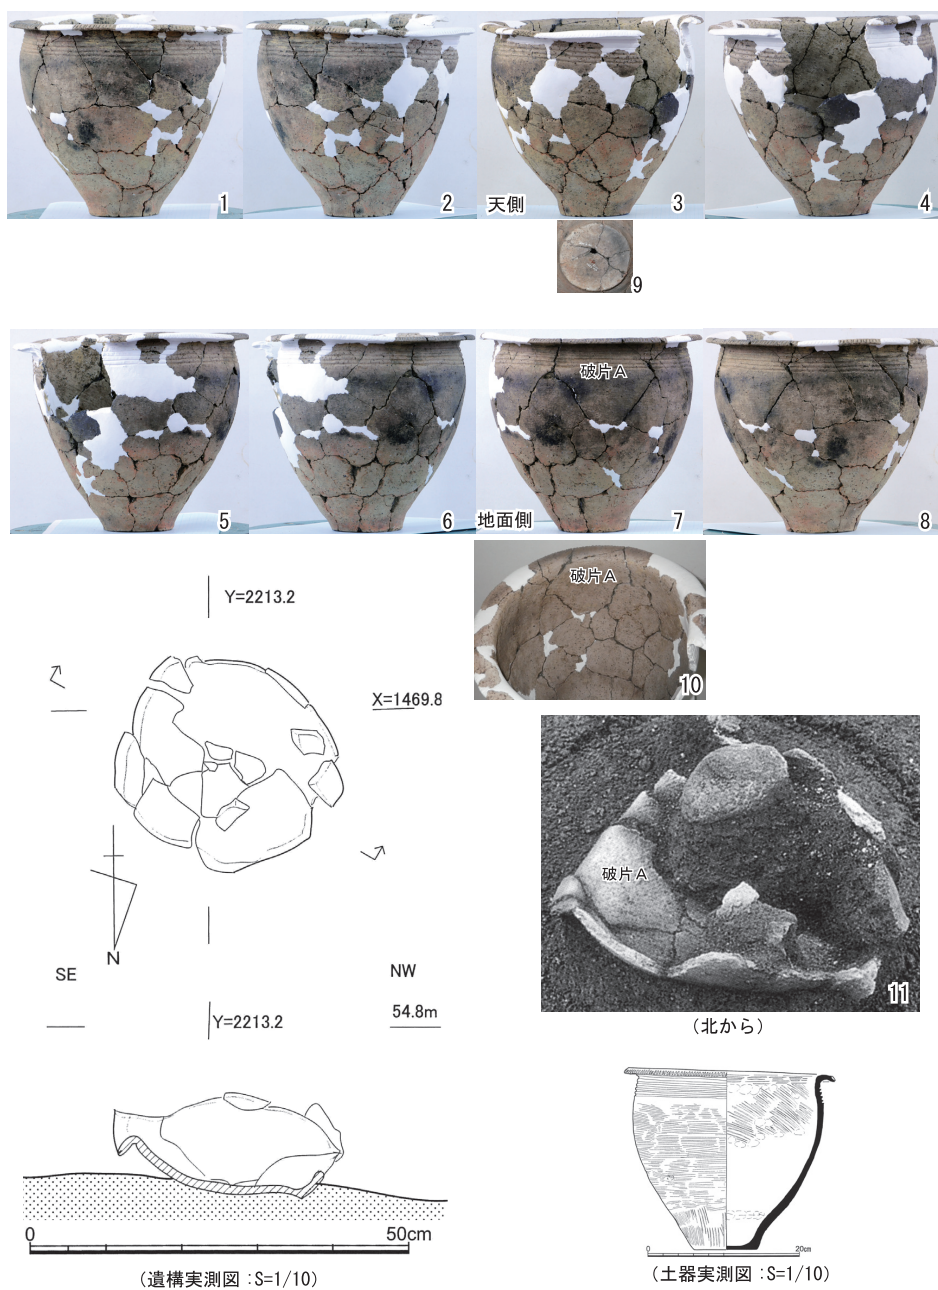 1
2
天側
3
4
9
5
6
破片A
地面側
7
8
破片A
10
Y=2213.2
X=1469.8
破片A
11
(北から)
N
SE
NW
54.8m
Y=2213.2
0
50cm
(遺構実測図:S=1/10)
0
20cm
(土器実測図:S=1/10)